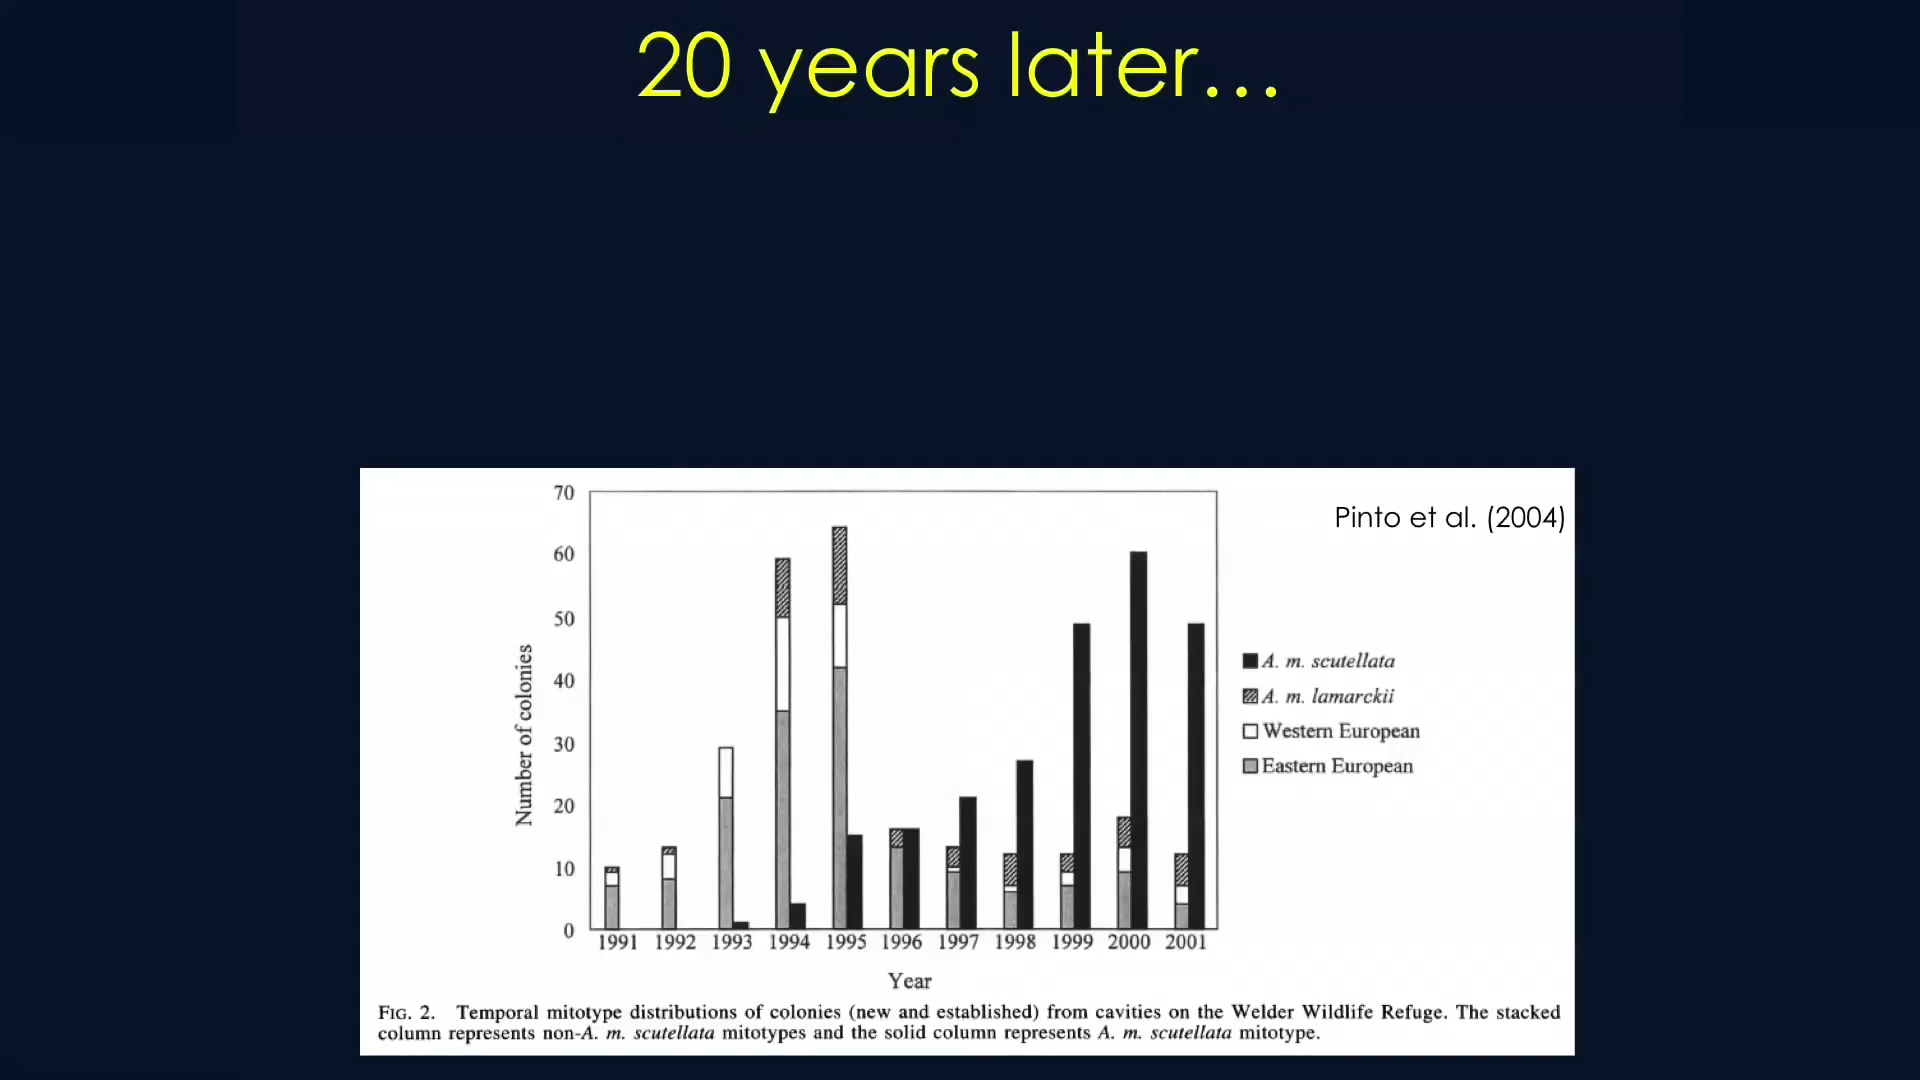 20 years later...
Pinto et al. (2004)
70
60
50
40
30
20
10
0
Number of colonies
1991 1992 1993 1994 1995 1996 1997 1998 1999 2000 2001
Year
A. m. scutellata
A. m. lamarckii
Western European
Eastern European
FIG. 2. Temporal mitotype distributions of colonies (new and established) from cavities on the Welder Wildlife Refuge. The stacked
column represents non-A. m. scutellata mitotypes and the solid column represents A. m. scutellata mitotype.